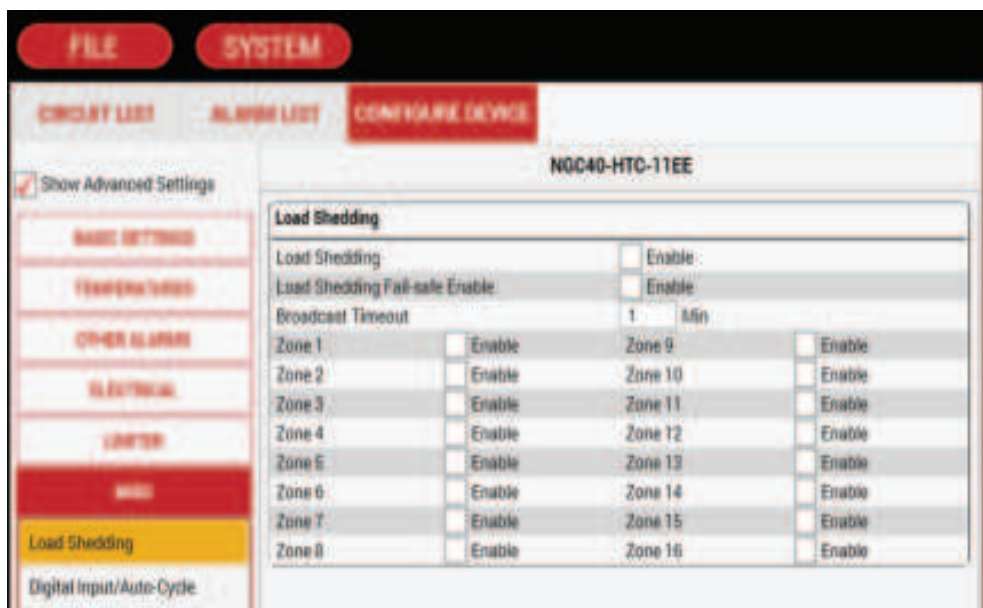 FILE SYSTEM
CIRCUIT LIST ALARM LIST CONFIGURE DEVICE
NGC40-HTC-11EE
Show Advanced Settings
BASIC SETTINGS
TEMPERATURES
OTHER ALARMS
ELECTRICAL
LIMITER
MISC
Load Shedding
Digital Input/Auto-Cycle
Load Shedding
Load Shedding Enable
Load Shedding Fail-safe Enable Enable
Broadcast Timeout 1 Min
Zone 1 Enable Zone 9 Enable
Zone 2 Enable Zone 10 Enable
Zone 3 Enable Zone 11 Enable
Zone 4 Enable Zone 12 Enable
Zone 5 Enable Zone 13 Enable
Zone 6 Enable Zone 14 Enable
Zone 7 Enable Zone 15 Enable
Zone 8 Enable Zone 16 Enable